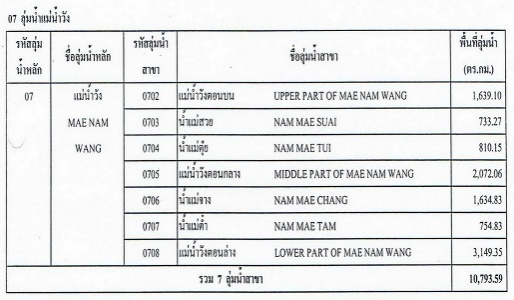 07 ลุ่มน้ำแม่น้ำวัง
รหัสลุ่มน้ำหลัก ชื่อลุ่มน้ำหลัก รหัสลุ่มน้ำสาขา ชื่อลุ่มน้ำสาขา พื้นที่ลุ่มน้ำ (ตร.กม.)
07 แม่น้ำวัง 0702 แม่น้ำวังตอนบน UPPER PART OF MAE NAM WANG 1,639.10
MAE NAM 0703 น้ำแม่สวย NAM MAE SUAI 733.27
WANG 0704 น้ำแม่ตุ๋ย NAM MAE TUI 810.15
0705 แม่น้ำวังตอนกลาง MIDDLE PART OF MAE NAM WANG 2,072.06
0706 น้ำแม่จาง NAM MAE CHANG 1,634.83
0707 น้ำแม่ต๋ำ NAM MAE TAM 754.83
0708 แม่น้ำวังตอนล่าง LOWER PART OF MAE NAM WANG 3,149.35
รวม 7 ลุ่มน้ำสาขา 10,793.59